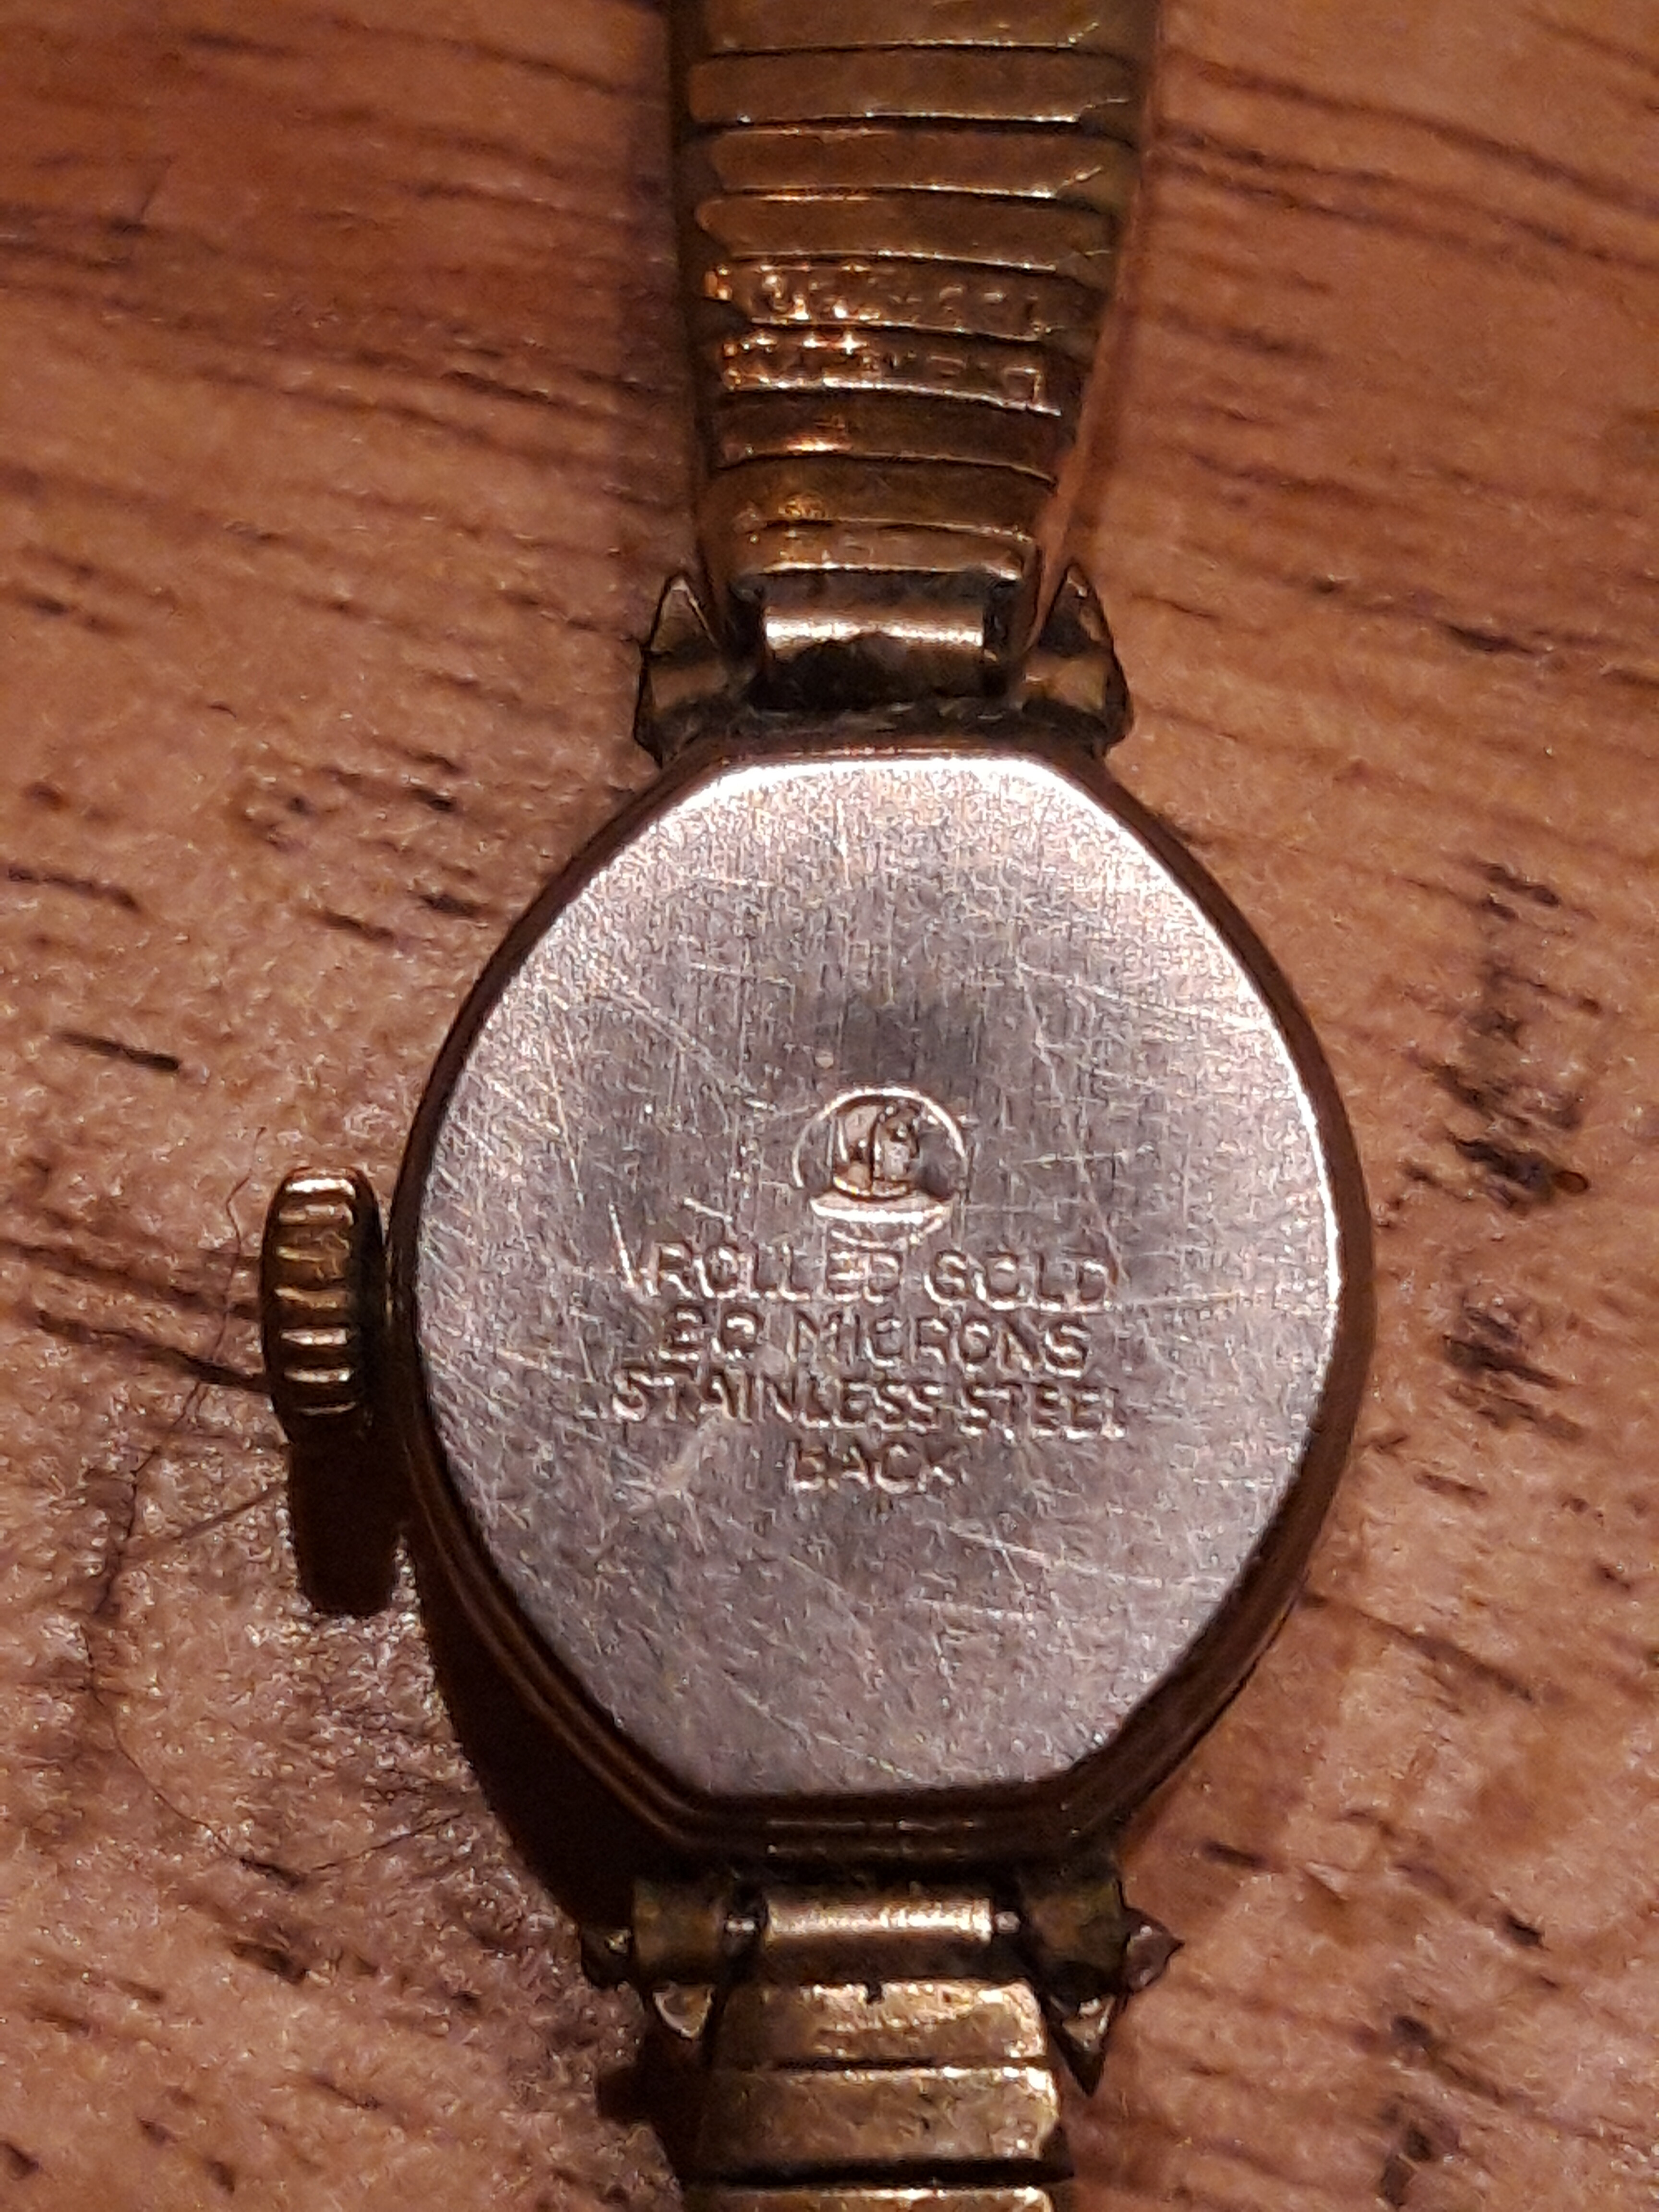 ROLLED GOLD
20 MICRONS
STAINLESS STEEL
BACK